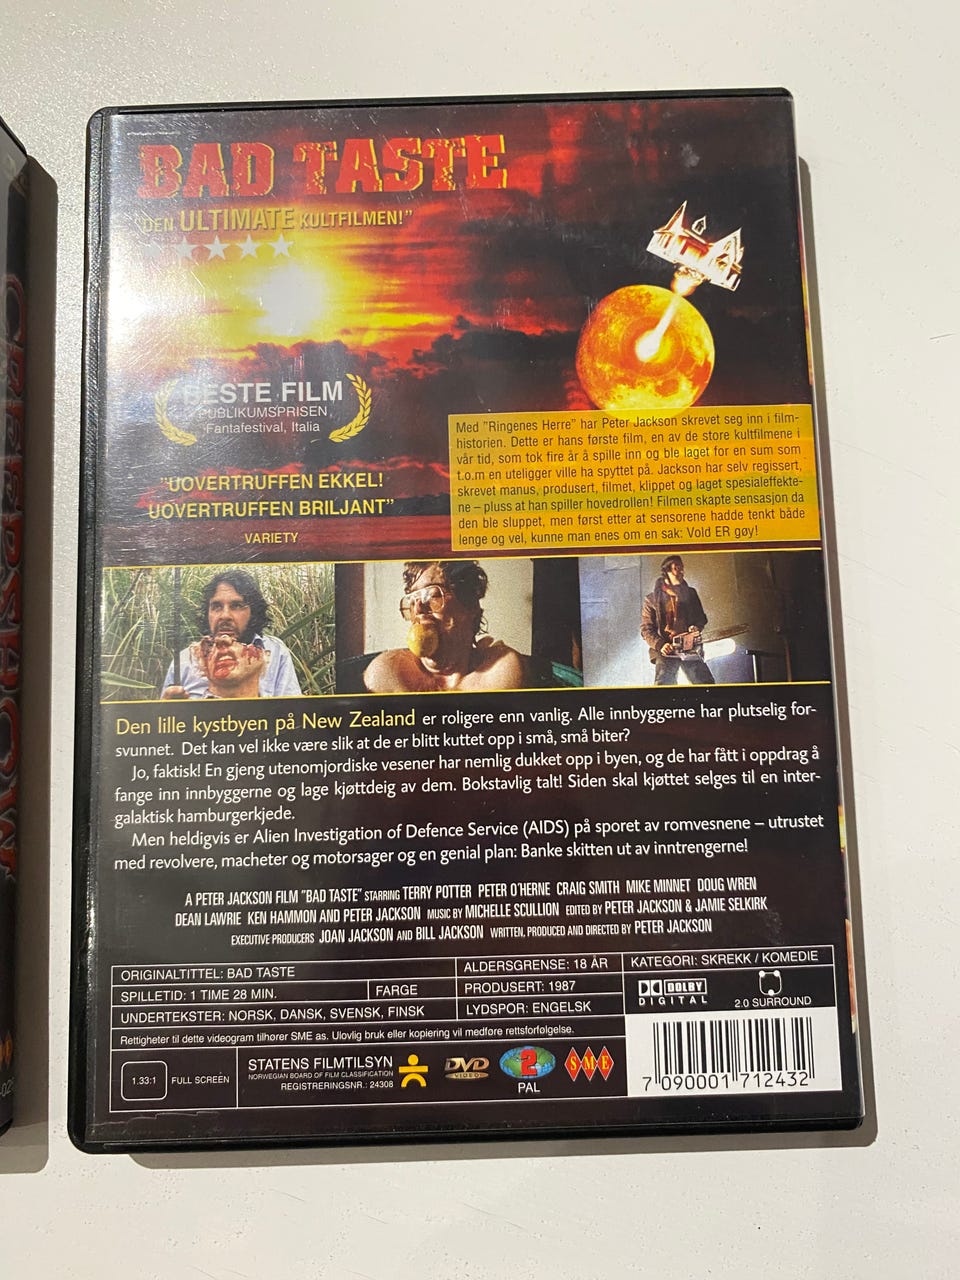 BAD TASTE
"DEN ULTIMATE KULTFILMEN!"
BESTE FILM
PUBLIKUMSPRISEN
Fantafestival, Italia
"UOVERTRUFFEN EKKEL!
UOVERTRUFFEN BRILJANT"
VARIETY
Med "Ringenes Herre" har Peter Jackson skrevet seg inn i film-
historien. Dette er hans første film, en av de store kultfilmene i
vår tid, som tok fire år å spille inn og ble laget for en sum som
t.o.m en uteligger ville ha spyttet på. Jackson har selv regissert,
skrevet manus, produsert, filmet, klippet og laget spesialeffekte-
ne – pluss at han spiller hovedrollen! Filmen skapte sensasjon da
den ble sluppet, men først etter at sensorene hadde tenkt både
lenge og vel, kunne man enes om en sak: Vold ER gøy!
Den lille kystbyen på New Zealand er roligere enn vanlig. Alle innbyggerne har plutselig for-
svunnet. Det kan vel ikke være slik at de er blitt kuttet opp i små, små biter?
Jo, faktisk! En gjeng utenomjordiske vesener har nemlig dukket opp i byen, og de har fått i oppdrag å
fange inn innbyggerne og lage kjøttdeig av dem. Bokstavlig talt! Siden skal kjøttet selges til en inter-
galaktisk hamburgerkjede.
Men heldigvis er Alien Investigation of Defence Service (AIDS) på sporet av romvesnene – utrustet
med revolvere, macheter og motorsager og en genial plan: Banke skitten ut av inntrengerne!
A PETER JACKSON FILM "BAD TASTE" STARRING TERRY POTTER PETER O'HERNE CRAIG SMITH MIKE MINNET DOUG WREN
DEAN LAWRIE KEN HAMMON AND PETER JACKSON MUSIC BY MICHELLE SCULLION EDITED BY PETER JACKSON & JAMIE SELKIRK
EXECUTIVE PRODUCERS JOAN JACKSON AND BILL JACKSON WRITTEN, PRODUCED AND DIRECTED BY PETER JACKSON
ORIGINALTITTEL: BAD TASTE
ALDERSGRENSE: 18 ÅR
KATEGORI: SKREKK / KOMEDIE
SPILLETID: 1 TIME 28 MIN.
FARGE
PRODUSERT: 1987
UNDERTEKSTER: NORSK, DANSK, SVENSK, FINSK
LYDSPOR: ENGELSK
DOLBY
DIGITAL
2.0 SURROUND
Rettigheter til dette videogram tilhører SME as. Ulovlig bruk eller kopiering vil medføre rettsforfølgelse.
1.33:1
FULL SCREEN
STATENS FILMTILSYN
NORWEGIAN BOARD OF FILM CLASSIFICATION
REGISTRERINGSNR.: 24308
DVD
VIDEO
2
PAL
SME
7 090001 712432